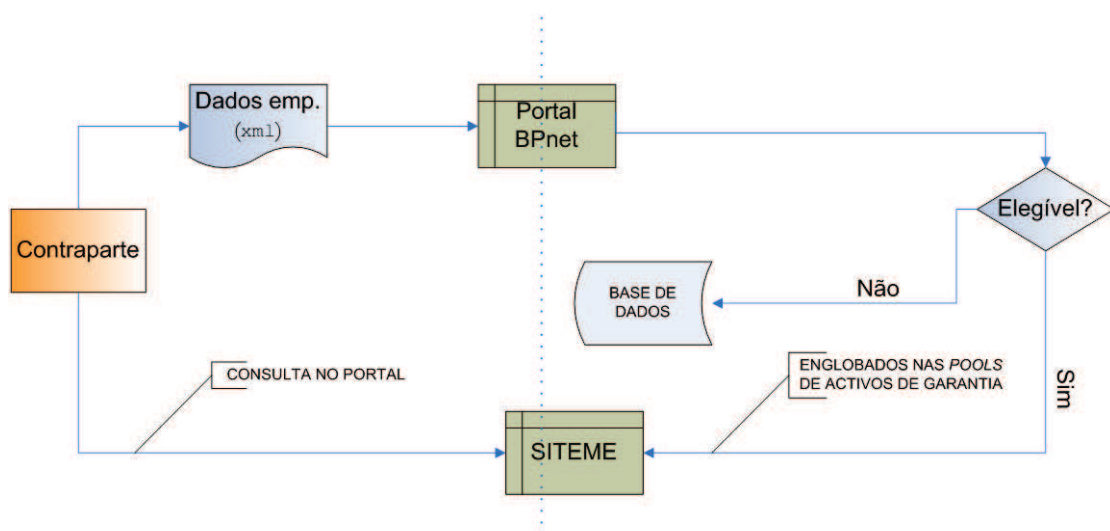 Dados emp.
(xml)
Portal
BPnet
Elegível?
Contraparte
BASE DE
DADOS
Não
CONSULTA NO PORTAL
ENGLOBADOS NAS POOLS
DE ACTIVOS DE GARANTIA
Sim
SITEME